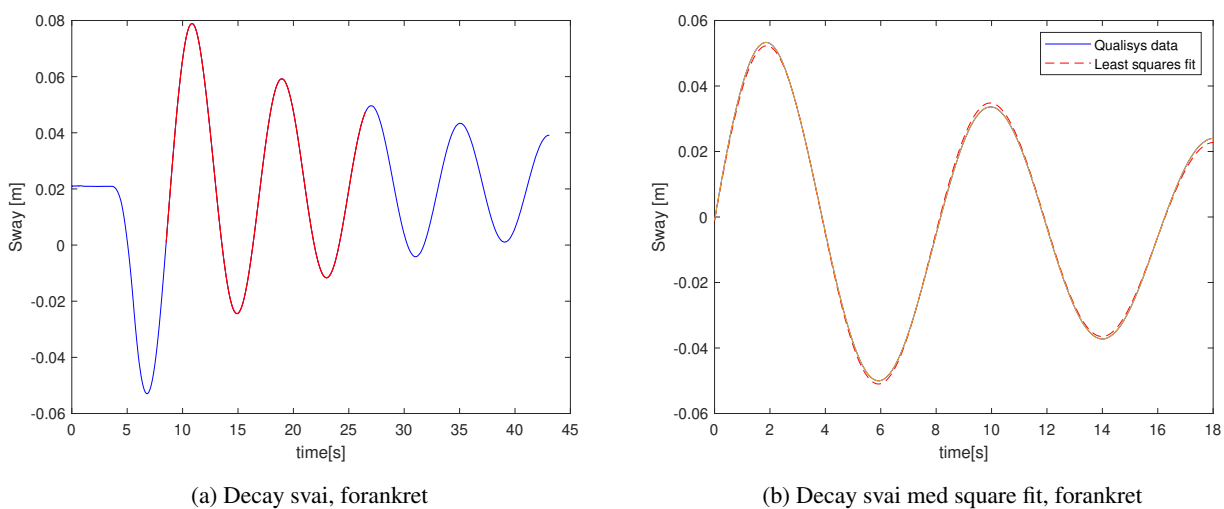 0.08
0.06
0.04
0.02
0
-0.02
-0.04
-0.06
Sway [m]
0 5 10 15 20 25 30 35 40 45
time[s]
(a) Decay svai, forankret
0.06
0.04
0.02
0
-0.02
-0.04
-0.06
Sway [m]
Qualisys data
Least squares fit
0 2 4 6 8 10 12 14 16 18
time[s]
(b) Decay svai med square fit, forankret